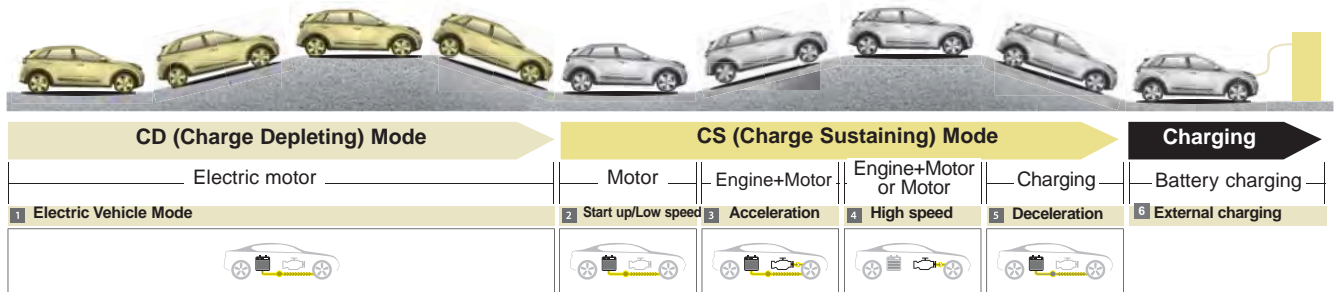 CD (Charge Depleting) Mode
CS (Charge Sustaining) Mode
Charging
Electric motor
Motor
Engine+Motor
Engine+Motor
or Motor
Charging
Battery charging
1 Electric Vehicle Mode
2 Start up/Low speed
3 Acceleration
4 High speed
5 Deceleration
6 External charging